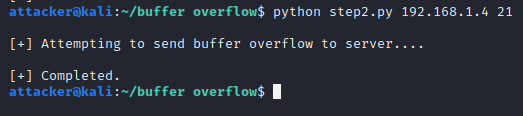 attacker@kali:~/buffer overflow$ python step2.py 192.168.1.4 21
[+] Attempting to send buffer overflow to server....
[+] Completed.
attacker@kali:~/buffer overflow$